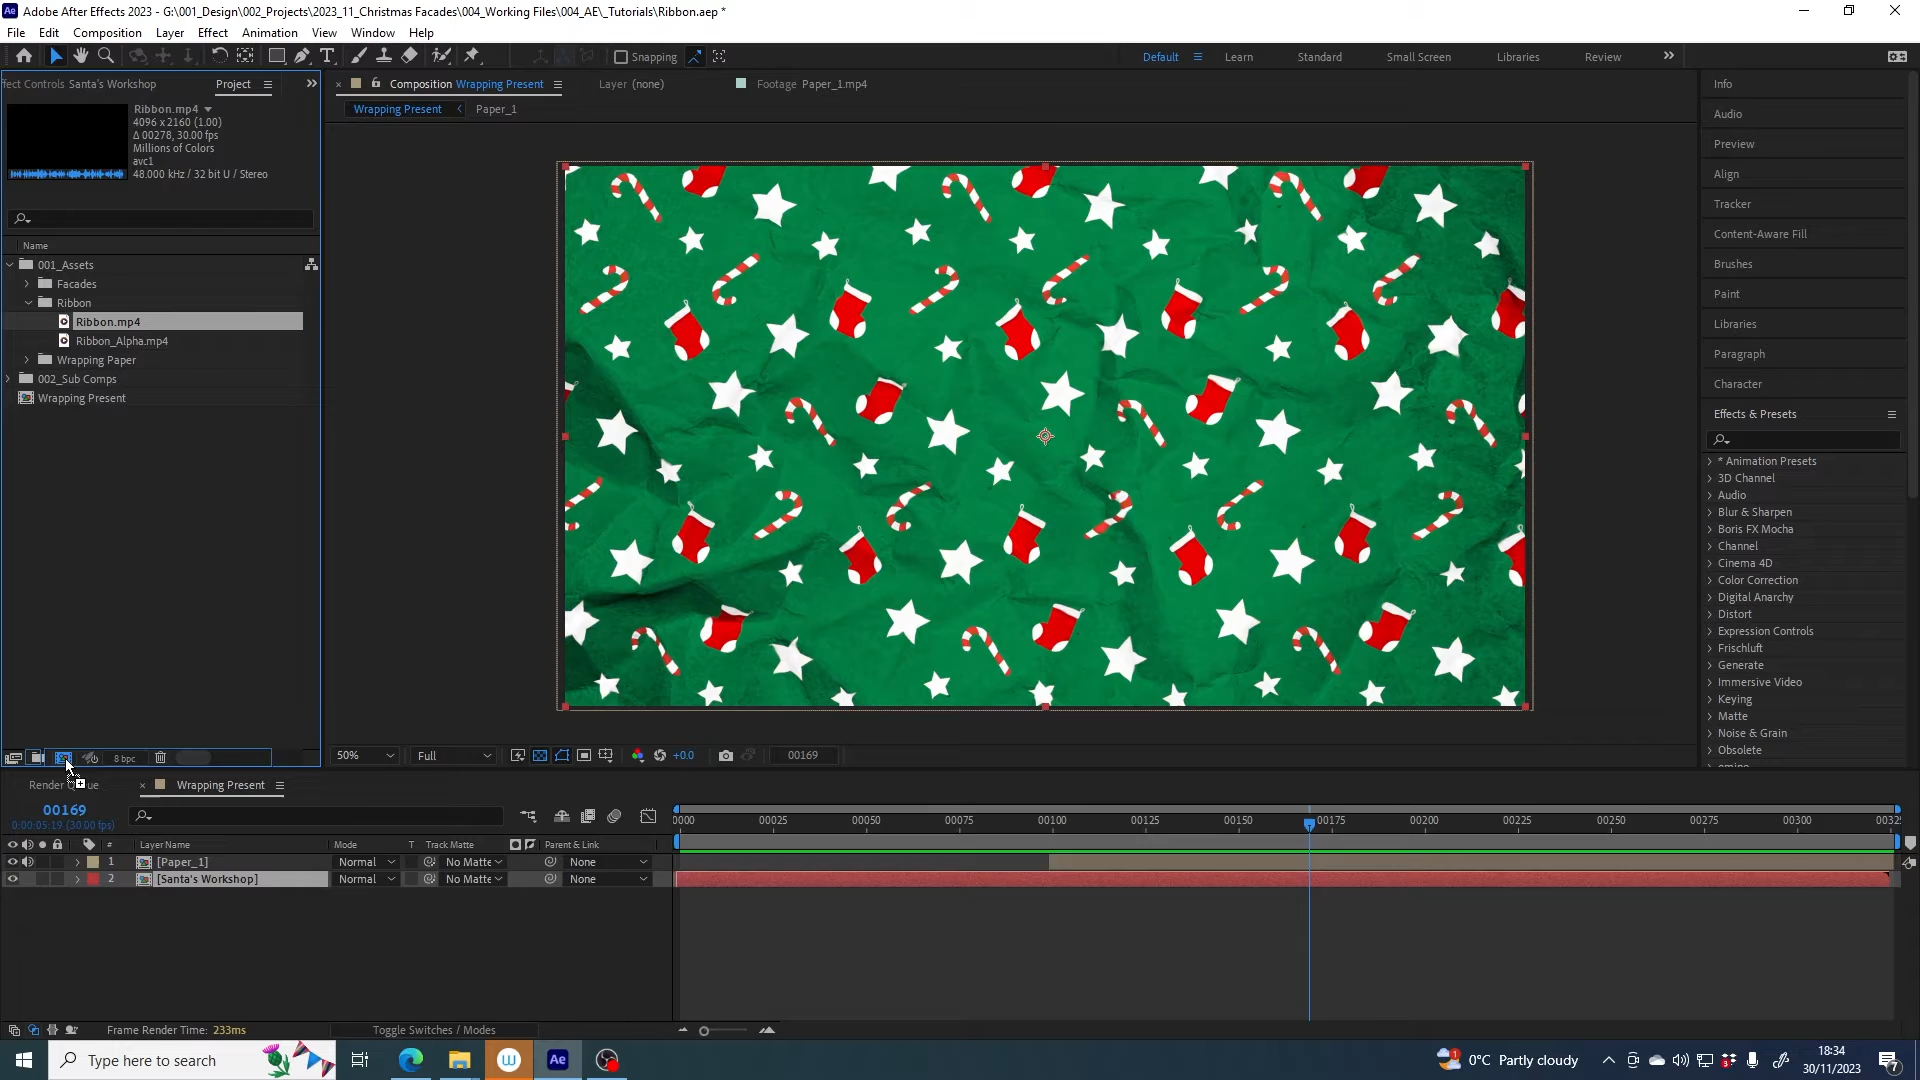 Adobe After Effects 2023 - G:\001_Design\002_Projects\2023_11_Christmas Facades\004_Working Files\004_AE\_Tutorials\Ribbon.aep *
File Edit Composition Layer Effect Animation View Window Help
Snapping Default Learn Standard Small Screen Libraries Review
ffect Controls Santa's Workshop Project
Composition Wrapping Present Layer (none) Footage Paper_1.mp4
Wrapping Present Paper_1
Ribbon.mp4
4096 x 2160 (1.00)
Δ 00278, 30.00 fps
Millions of Colors
avc1
48.000 kHz / 32 bit U / Stereo
Name
001_Assets
Facades
Ribbon
Ribbon.mp4
Ribbon_Alpha.mp4
Wrapping Paper
002_Sub Comps
Wrapping Present
8 bpc
50% Full +0.0 00169
Info
Audio
Preview
Align
Tracker
Content-Aware Fill
Brushes
Paint
Libraries
Paragraph
Character
Effects & Presets
* Animation Presets
3D Channel
Audio
Blur & Sharpen
Boris FX Mocha
Channel
Cinema 4D
Color Correction
Digital Anarchy
Distort
Expression Controls
Frischluft
Generate
Immersive Video
Keying
Matte
Noise & Grain
Obsolete
Render Wrapping Present
00169
0:00:05:19 (30.00 fps)
0000 00025 00050 00075 00100 00125 00150 00175 00200 00225 00250 00275 00300 0032
# Layer Name Mode T Track Matte Parent & Link
1 [Paper_1] Normal No Matte None
2 [Santa's Workshop] Normal No Matte None
Frame Render Time: 233ms Toggle Switches / Modes
Type here to search
0°C Partly cloudy
18:34
30/11/2023